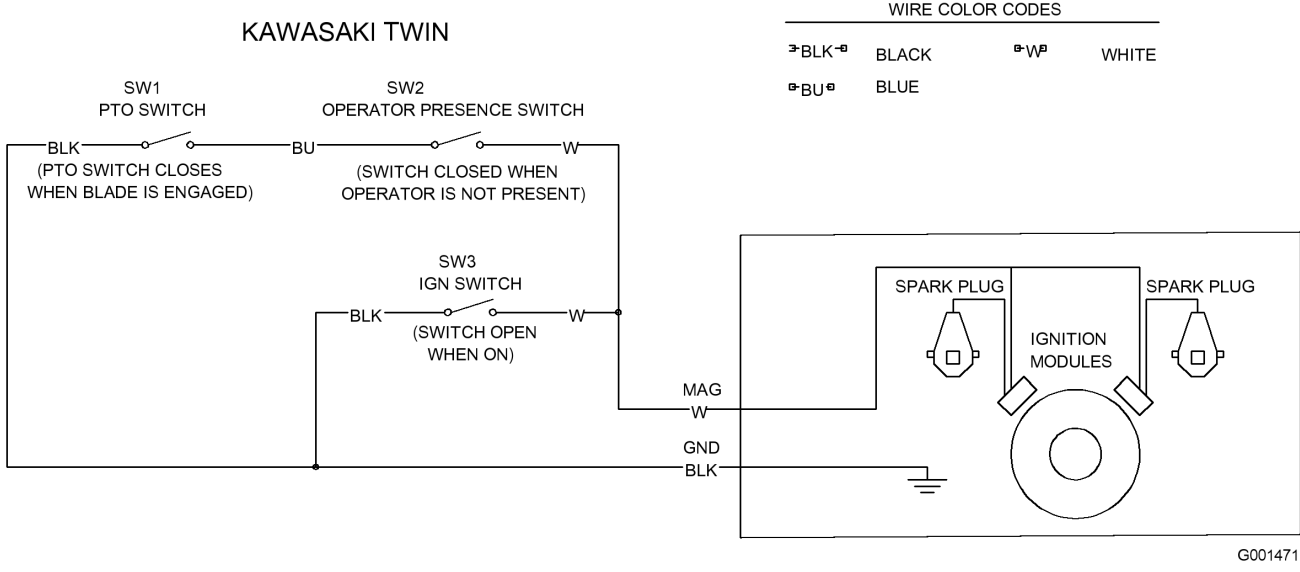 KAWASAKI TWIN
WIRE COLOR CODES
BLK BLACK
W WHITE
BU BLUE
SW1
PTO SWITCH
SW2
OPERATOR PRESENCE SWITCH
BLK
BU
W
(PTO SWITCH CLOSES
WHEN BLADE IS ENGAGED)
(SWITCH CLOSED WHEN
OPERATOR IS NOT PRESENT)
SW3
IGN SWITCH
BLK
W
(SWITCH OPEN
WHEN ON)
SPARK PLUG
SPARK PLUG
IGNITION
MODULES
MAG
W
GND
BLK
G001471